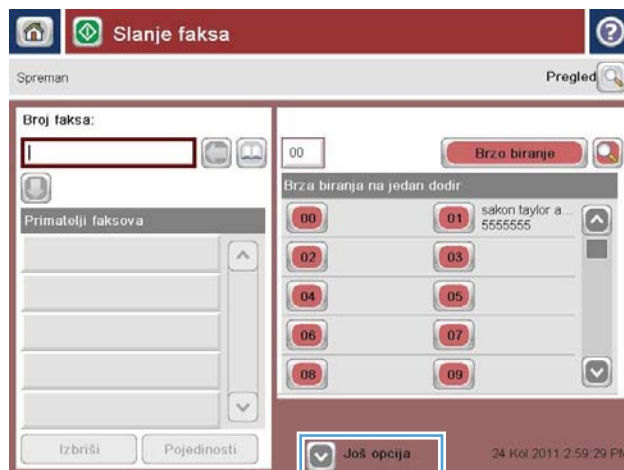 Slanje faksa
?
Spreman
Pregled
Broj faksa:
Primatelji faksova
Izbriši
Pojedinosti
00
Brzo biranje
Brza biranja na jedan dodir
00
01 sakon taylor a...
5555555
02 03
04 05
06 07
08 09
Još opcija
24 Kol 2011 2:59:29 PM